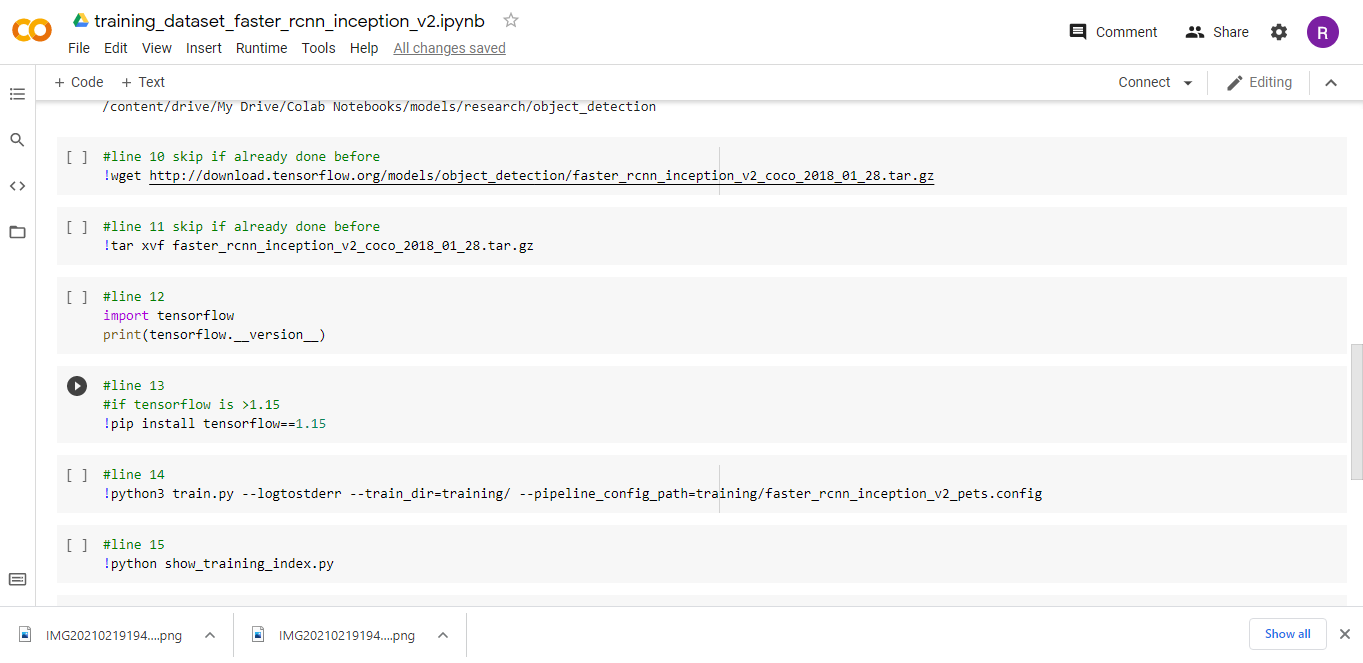 training_dataset_faster_rcnn_inception_v2.ipynb
File Edit View Insert Runtime Tools Help All changes saved
Comment
Share
R
+ Code + Text
Connect
Editing
/content/drive/My Drive/Colab Notebooks/models/research/object_detection
[ ] #line 10 skip if already done before
!wget http://download.tensorflow.org/models/object_detection/faster_rcnn_inception_v2_coco_2018_01_28.tar.gz
[ ] #line 11 skip if already done before
!tar xvf faster_rcnn_inception_v2_coco_2018_01_28.tar.gz
[ ] #line 12
import tensorflow
print(tensorflow.__version__)
#line 13
#if tensorflow is >1.15
!pip install tensorflow==1.15
[ ] #line 14
!python3 train.py --logtostderr --train_dir=training/ --pipeline_config_path=training/faster_rcnn_inception_v2_pets.config
[ ] #line 15
!python show_training_index.py
IMG20210219194....png
IMG20210219194....png
Show all